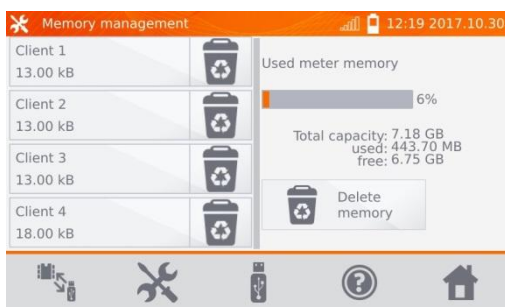 Memory management
12:19 2017.10.30
Client 1
13.00 kB
Client 2
13.00 kB
Client 3
13.00 kB
Client 4
18.00 kB
Used meter memory
6%
Total capacity: 7.18 GB
used: 443.70 MB
free: 6.75 GB
Delete
memory